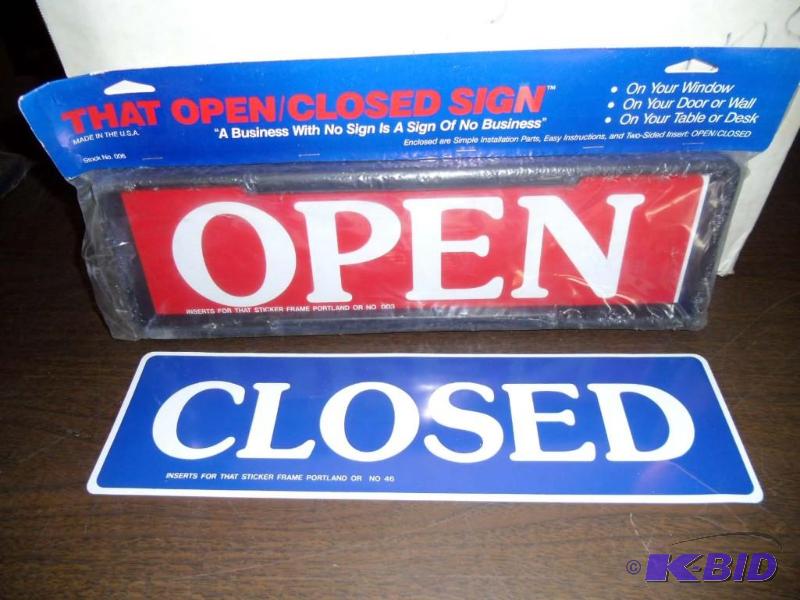 THAT OPEN/CLOSED SIGN™
MADE IN THE U.S.A.
"A Business With No Sign Is A Sign Of No Business"
• On Your Window
• On Your Door or Wall
• On Your Table or Desk
Stock No. 006
Enclosed are Simple Installation Parts, Easy Instructions, and Two-Sided Insert: OPEN/CLOSED
OPEN
INSERTS FOR THAT STICKER FRAME PORTLAND OR NO 003
CLOSED
INSERTS FOR THAT STICKER FRAME PORTLAND OR NO 46
© K-BID